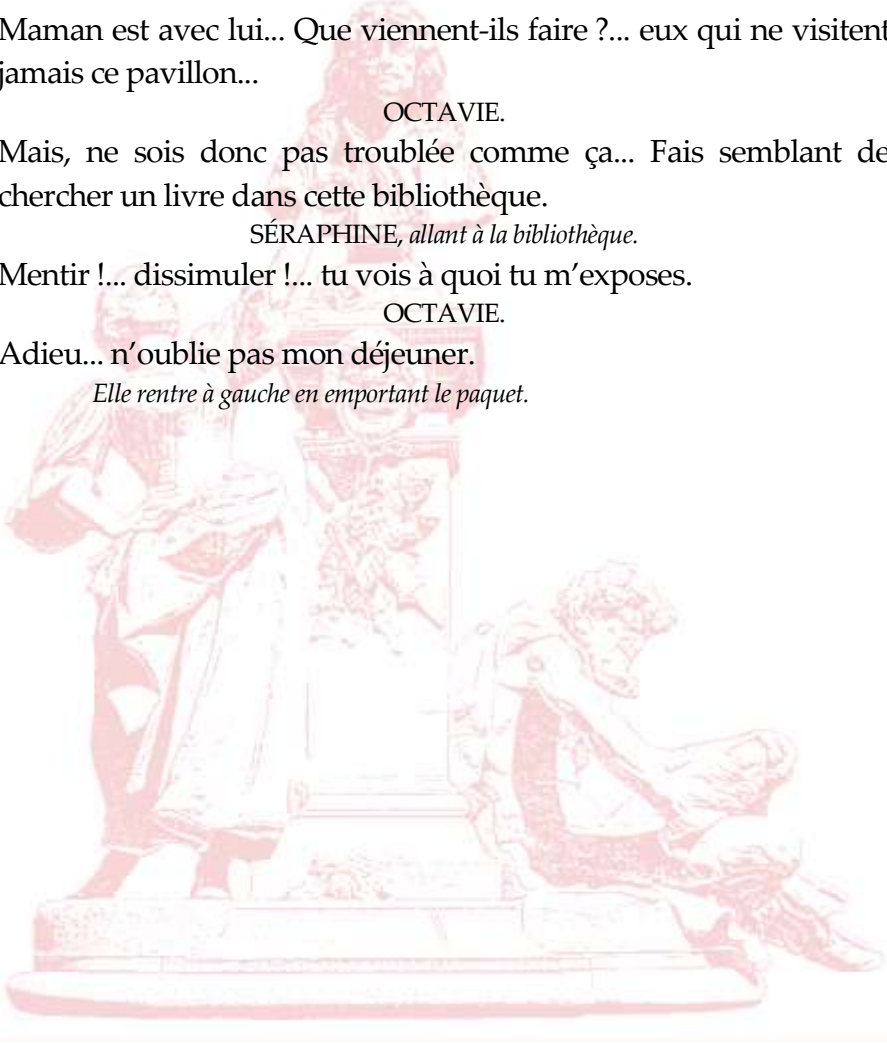 Maman est avec lui... Que viennent-ils faire ?... eux qui ne visitent
jamais ce pavillon...
OCTAVIE.
Mais, ne sois donc pas troublée comme ça... Fais semblant de
chercher un livre dans cette bibliothèque.
SÉRAPHINE, allant à la bibliothèque.
Mentir !... dissimuler !... tu vois à quoi tu m’exposes.
OCTAVIE.
Adieu... n’oublie pas mon déjeuner.
Elle rentre à gauche en emportant le paquet.